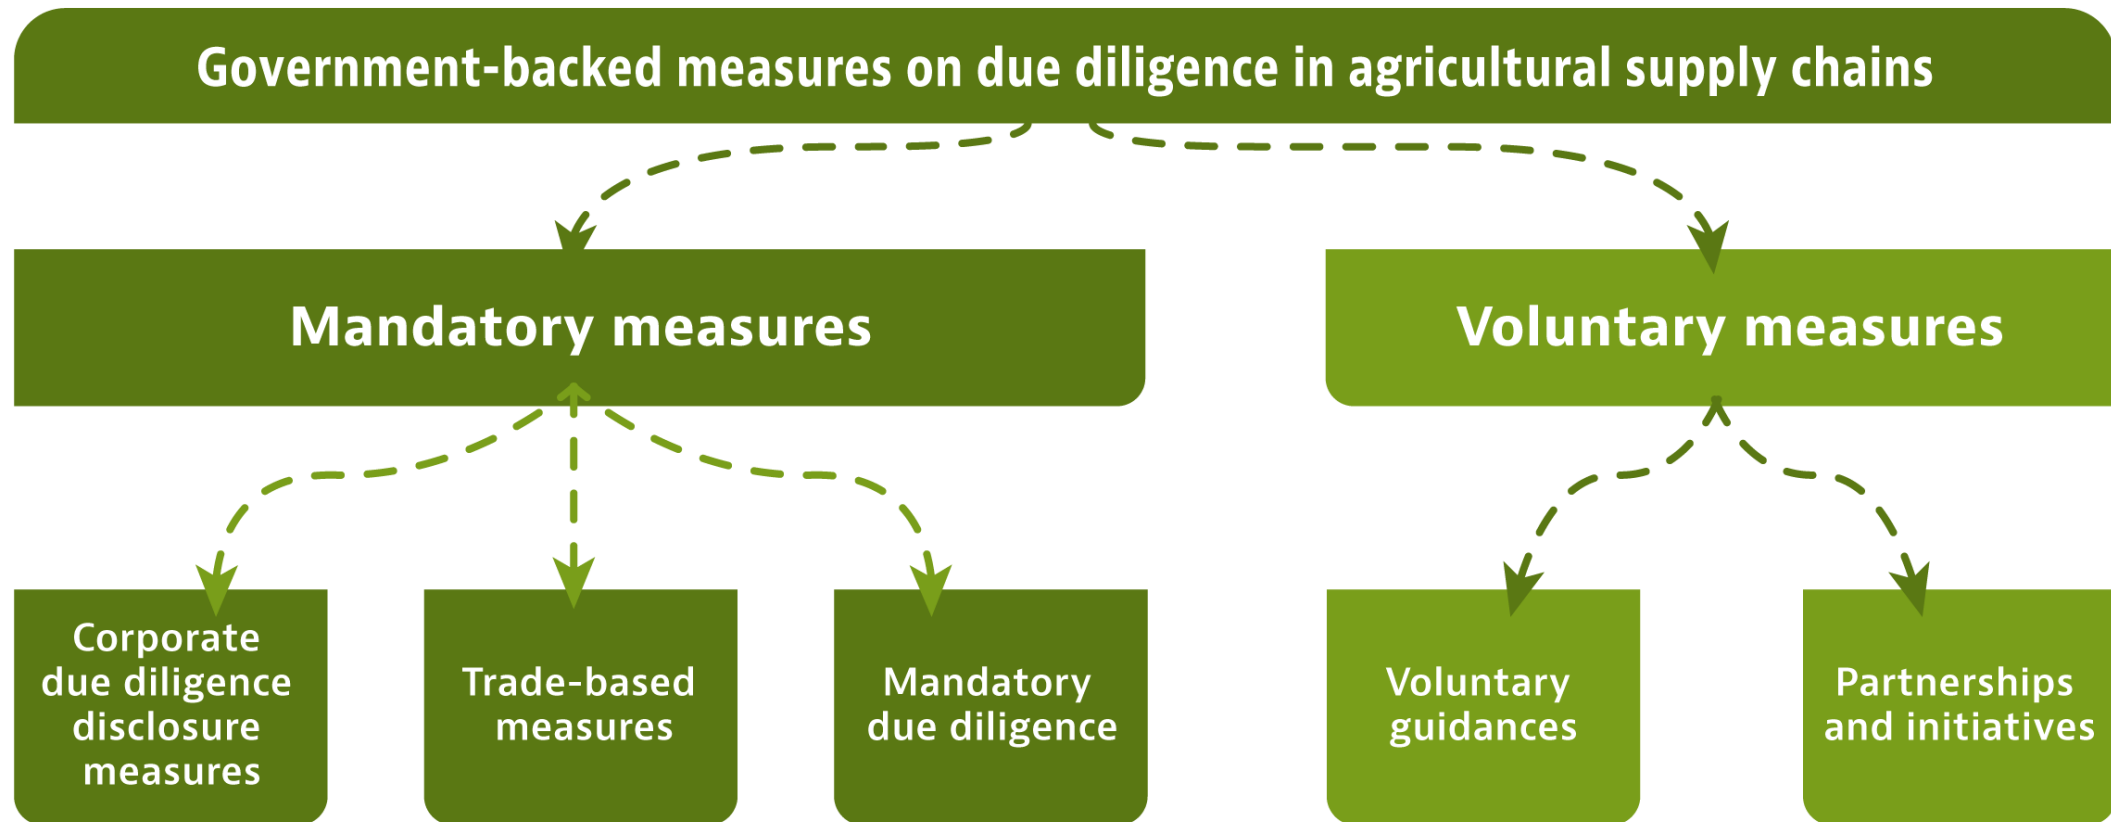 Government-backed measures on due diligence in agricultural supply chains
Mandatory measures
Voluntary measures
Corporate
due diligence
disclosure
measures
Trade-based
measures
Mandatory
due diligence
Voluntary
guidances
Partnerships
and initiatives